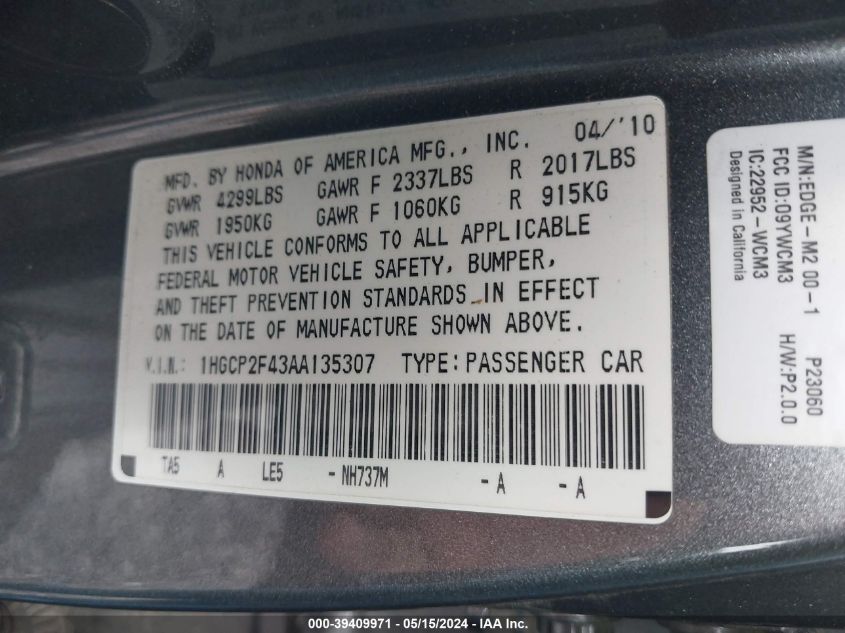 MFD. BY HONDA OF AMERICA MFG., INC. 04/'10
GVWR 4299LBS GAWR F 2337LBS R 2017LBS
GVWR 1950KG GAWR F 1060KG R 915KG
THIS VEHICLE CONFORMS TO ALL APPLICABLE
FEDERAL MOTOR VEHICLE SAFETY, BUMPER,
AND THEFT PREVENTION STANDARDS IN EFFECT
ON THE DATE OF MANUFACTURE SHOWN ABOVE.
V.I.N.: 1HGCP2F43AA135307 TYPE: PASSENGER CAR
TA5 A LE5 - NH737M - A - A
M/N:EDGE-M2 00-1 P23060
FCC ID:09YWCM3 H/W:P2.0.0
IC:22952-WCM3
Designed in California
000-39409971 - 05/15/2024 - IAA Inc.